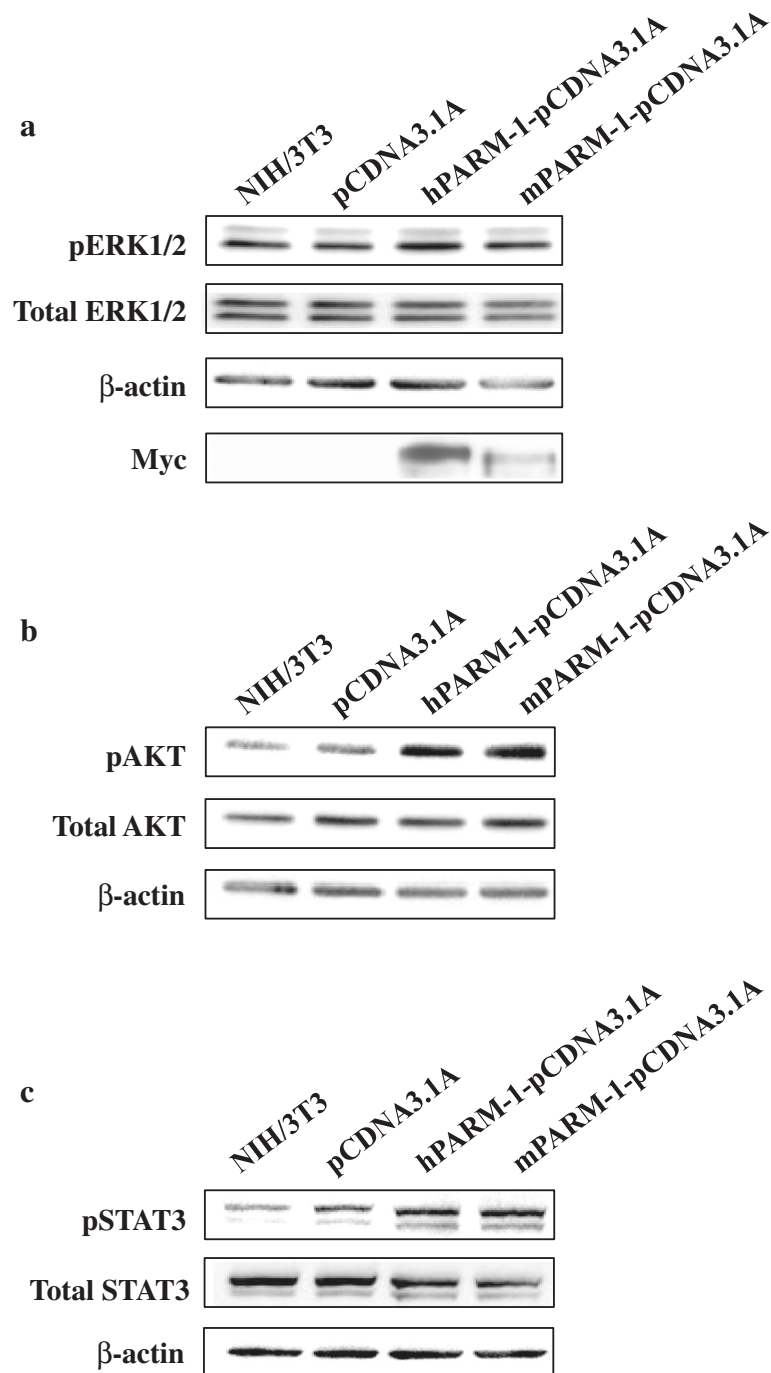 a
NIH/3T3
pCDNA3.1A
hPARM-1-pCDNA3.1A
mPARM-1-pCDNA3.1A
pERK1/2
Total ERK1/2
β-actin
Myc
b
NIH/3T3
pCDNA3.1A
hPARM-1-pCDNA3.1A
mPARM-1-pCDNA3.1A
pAKT
Total AKT
β-actin
c
NIH/3T3
pCDNA3.1A
hPARM-1-pCDNA3.1A
mPARM-1-pCDNA3.1A
pSTAT3
Total STAT3
β-actin